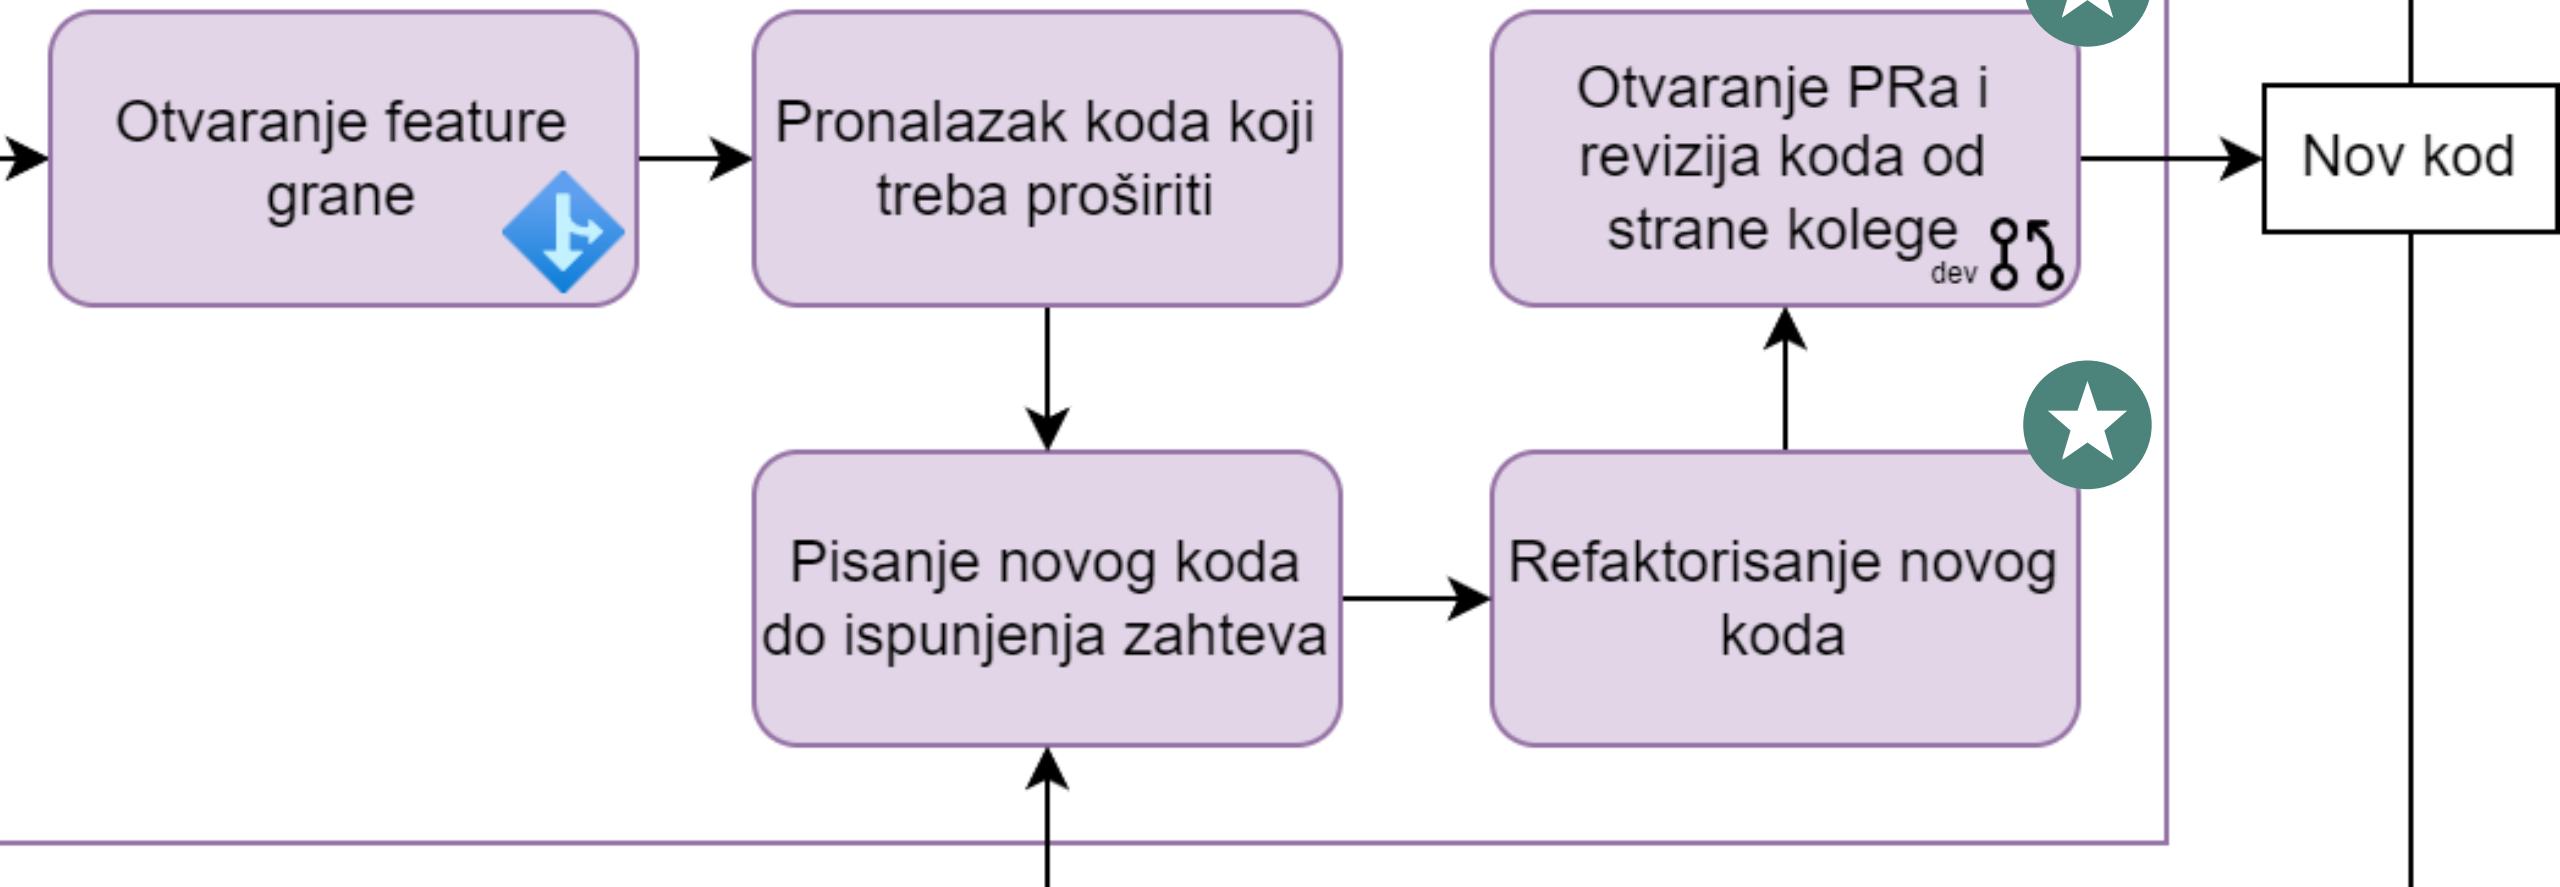 Otvaranje feature
grane
Pronalazak koda koji
treba proširiti
Otvaranje PRa i
revizija koda od
strane kolege
dev
Nov kod
Pisanje novog koda
do ispunjenja zahteva
Refaktorisanje novog
koda